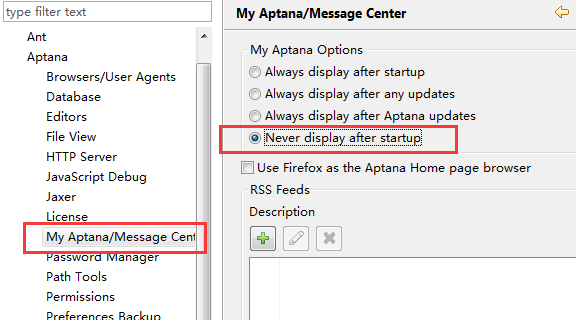 type filter text
Ant
Aptana
Browsers/User Agents
Database
Editors
File View
HTTP Server
JavaScript Debug
Jaxer
License
My Aptana/Message Cent
Password Manager
Path Tools
Permissions
Preferences Backup
My Aptana/Message Center
My Aptana Options
Always display after startup
Always display after any updates
Always display after Aptana updates
Never display after startup
Use Firefox as the Aptana Home page browser
RSS Feeds
Description